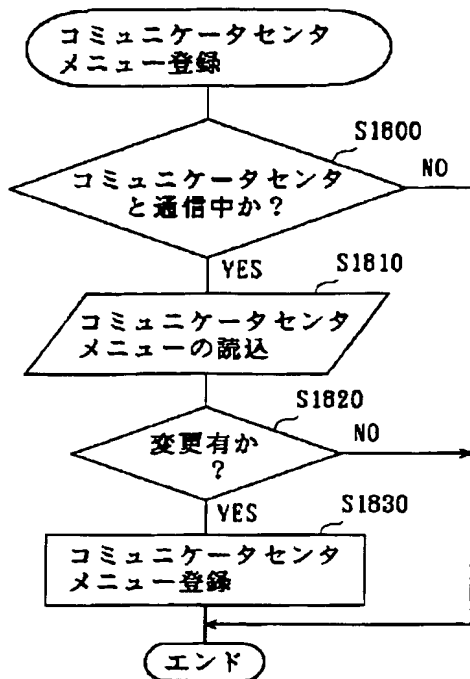 コミュニケータセンタ
メニュー登録
S1800
NO
コミュニケータセンタ
と通信中か?
YES
S1810
コミュニケータセンタ
メニューの読込
S1820
変更有か
?
NO
YES
S1830
コミュニケータセンタ
メニュー登録
エンド